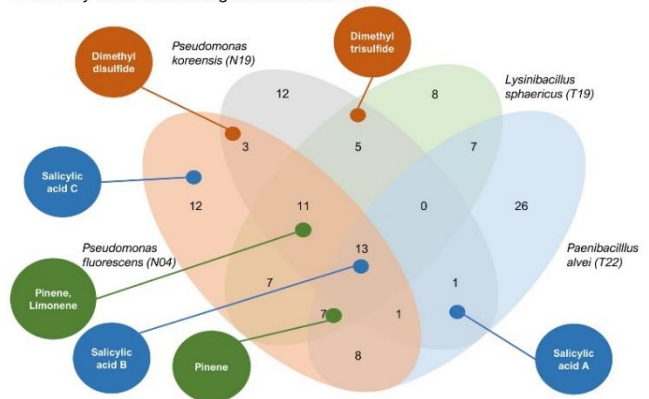 Dimethyl
disulfide
Pseudomonas
koreensis (N19)
Dimethyl
trisulfide
Lysinibacillus
sphaericus (T19)
12
8
3
5
7
Salicylic
acid C
12
11
0
26
Pseudomonas
fluorescens (N04)
13
Paenibacilllus
alvei (T22)
Pinene,
Limonene
7
1
7
1
Salicylic
acid B
Pinene
8
Salicylic
acid A